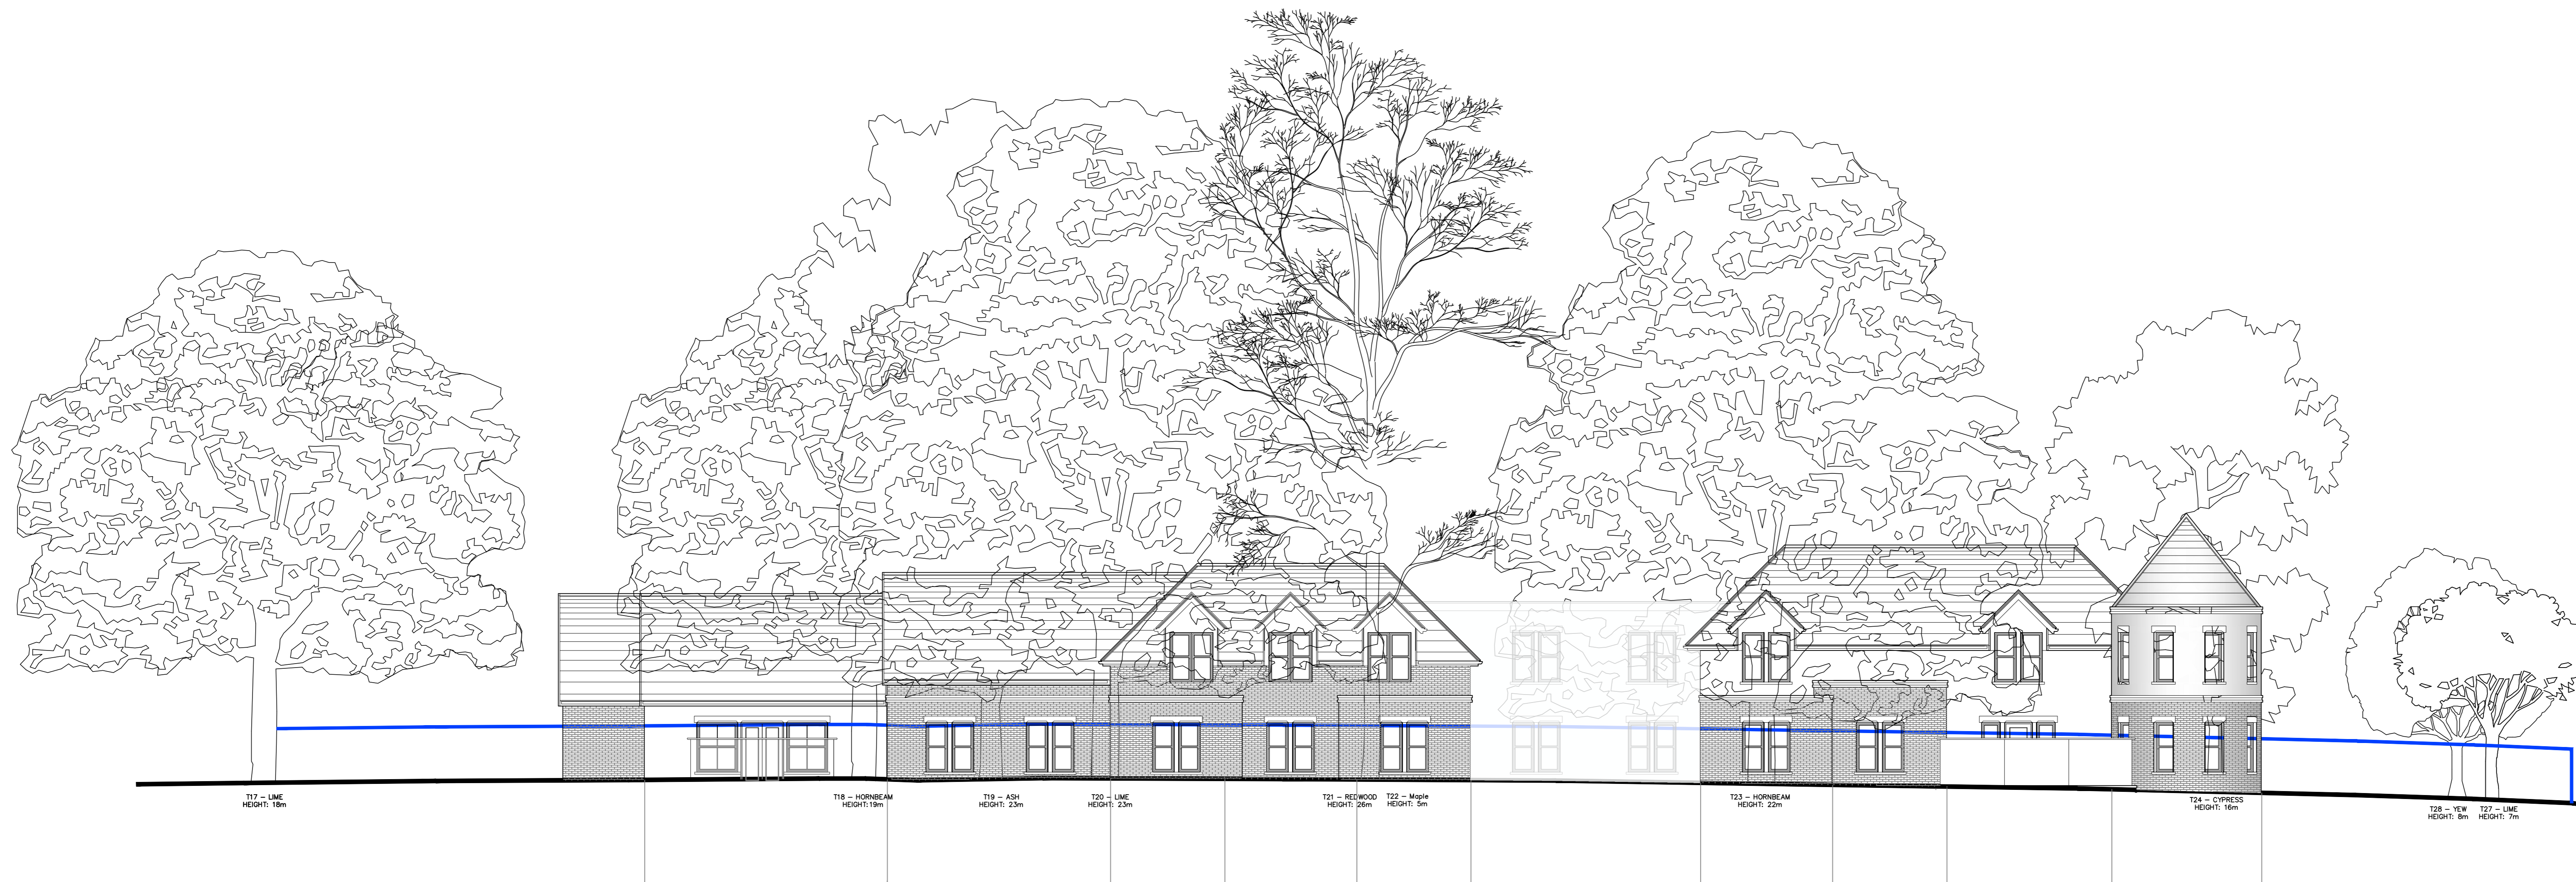 T17 – LIME
HEIGHT: 18m
T18 – HORNBEAM
HEIGHT:19m
T19 – ASH
HEIGHT: 23m
T20 – LIME
HEIGHT: 23m
T21 – REDWOOD
HEIGHT: 26m
T22 – Maple
HEIGHT: 5m
T23 – HORNBEAM
HEIGHT: 22m
T24 – CYPRESS
HEIGHT: 16m
T28 – YEW
HEIGHT: 8m
T27 – LIME
HEIGHT: 7m